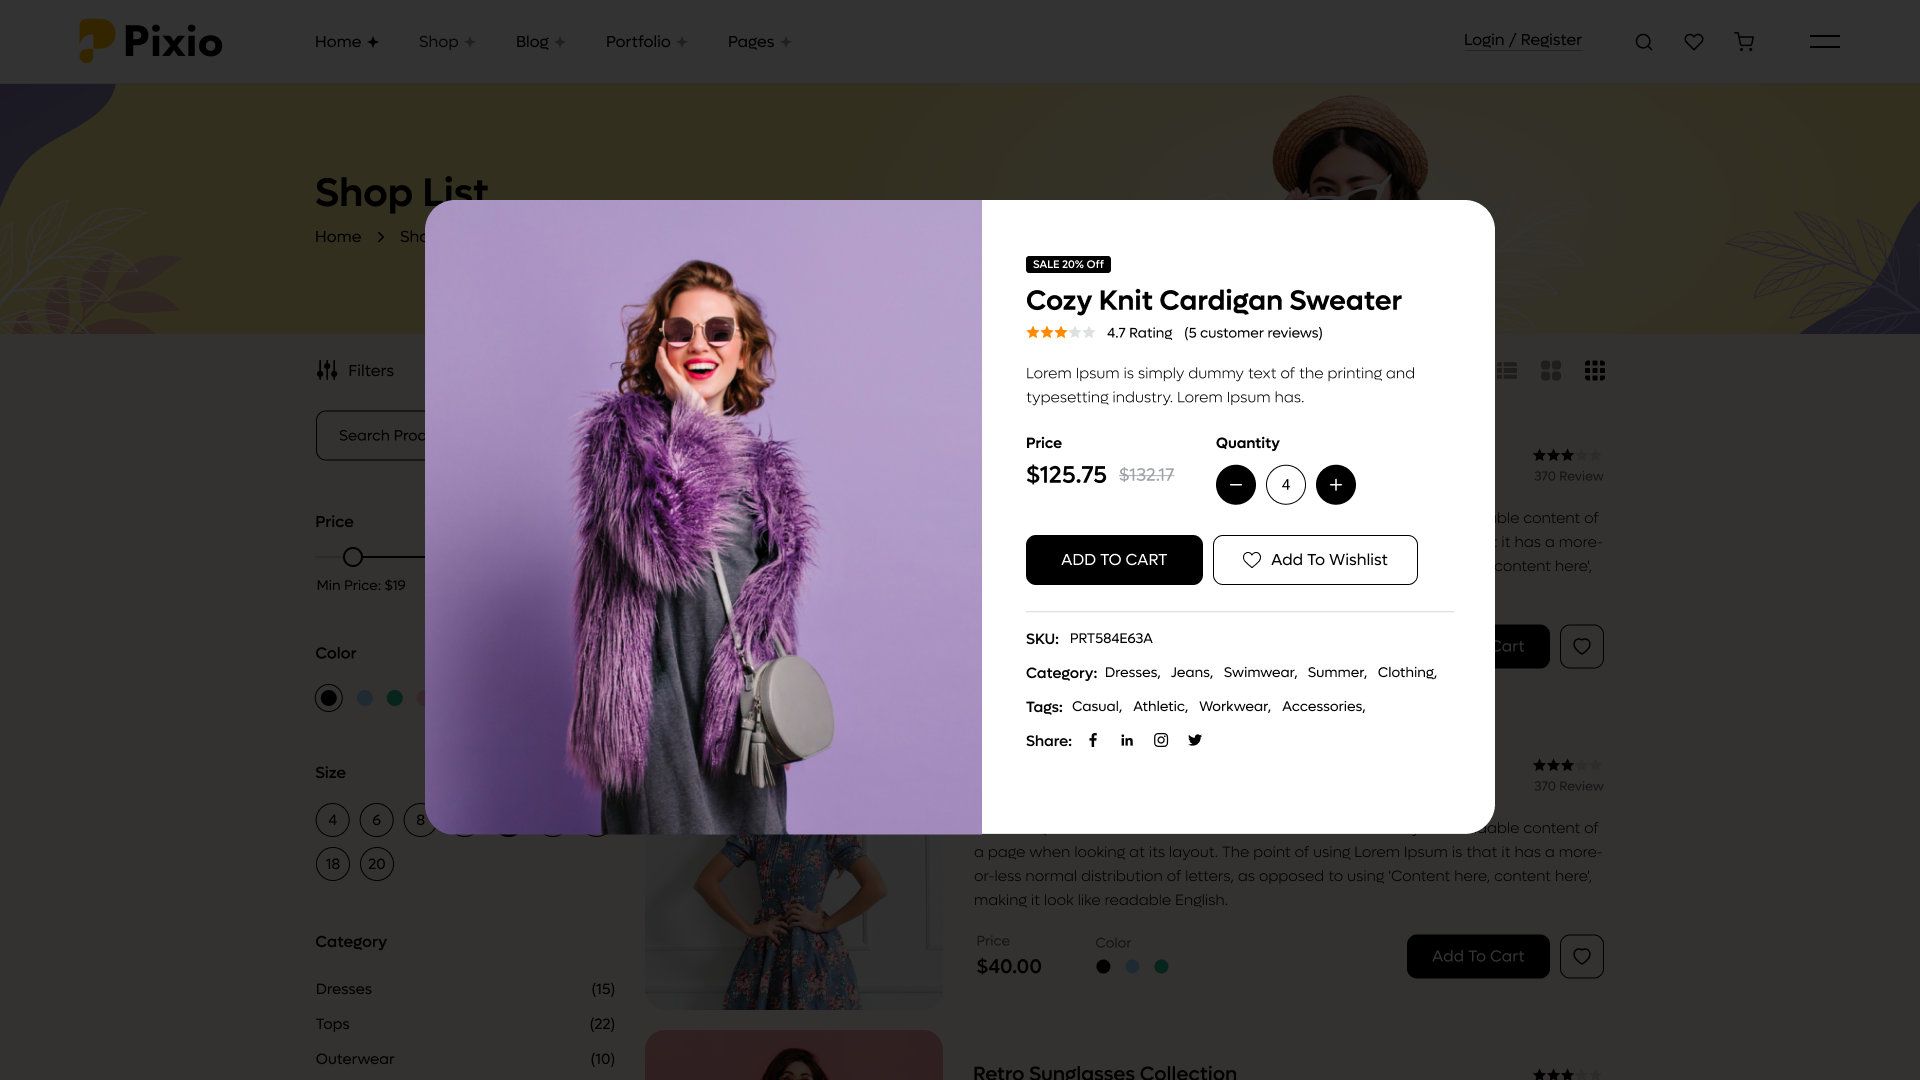 Pixio
Home Shop Blog Portfolio Pages
Login / Register
Shop List
Home
SALE 20% Off
Cozy Knit Cardigan Sweater
4.7 Rating (5 customer reviews)
Lorem Ipsum is simply dummy text of the printing and
typesetting industry. Lorem Ipsum has.
Price
$125.75 $132.17
Quantity
4
ADD TO CART
Add To Wishlist
SKU: PRT584E63A
Category: Dresses, Jeans, Swimwear, Summer, Clothing,
Tags: Casual, Athletic, Workwear, Accessories,
Share:
Filters
Search
Price
Min Price: $19
Color
Size
4 6 8
18 20
Category
Dresses (15)
Tops (22)
Outerwear (10)
370 Review
content of
it has a more-
content here',
Cart
370 Review
content of
a page when looking at its layout. The point of using Lorem Ipsum is that it has a more-
or-less normal distribution of letters, as opposed to using 'Content here, content here',
making it look like readable English.
Price
$40.00
Color
Add To Cart
Retro Sunglasses Collection